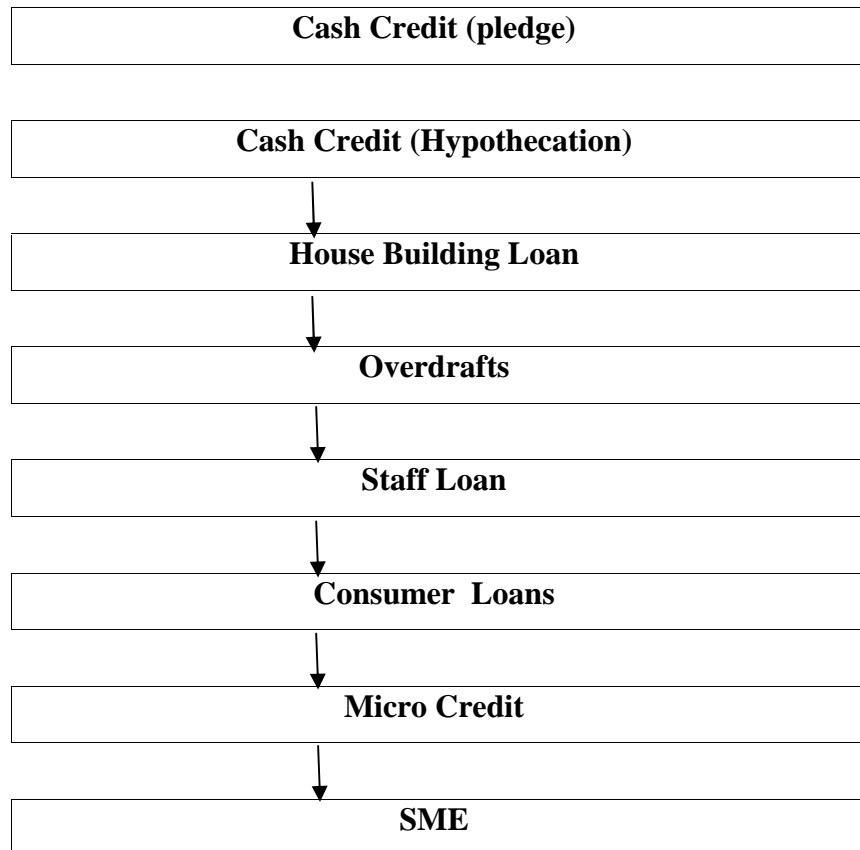 Cash Credit (pledge)
Cash Credit (Hypothecation)
House Building Loan
Overdrafts
Staff Loan
Consumer Loans
Micro Credit
SME